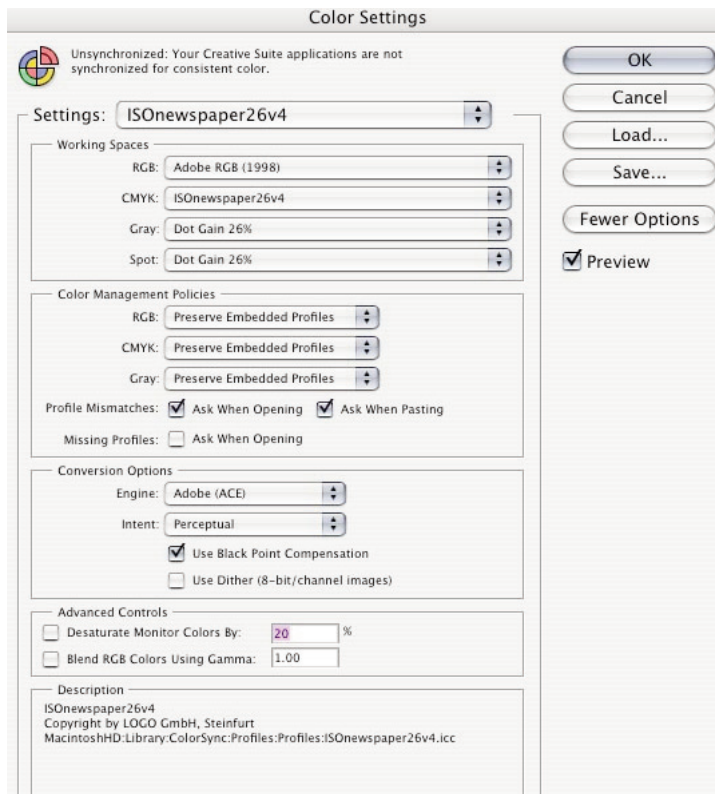 Color Settings
Unsynchronized: Your Creative Suite applications are not
synchronized for consistent color.
OK
Cancel
Load...
Save...
Fewer Options
Preview
Settings: ISOnewspaper26v4
Working Spaces
RGB: Adobe RGB (1998)
CMYK: ISOnewspaper26v4
Gray: Dot Gain 26%
Spot: Dot Gain 26%
Color Management Policies
RGB: Preserve Embedded Profiles
CMYK: Preserve Embedded Profiles
Gray: Preserve Embedded Profiles
Profile Mismatches: Ask When Opening Ask When Pasting
Missing Profiles: Ask When Opening
Conversion Options
Engine: Adobe (ACE)
Intent: Perceptual
Use Black Point Compensation
Use Dither (8-bit/channel images)
Advanced Controls
Desaturate Monitor Colors By: 20 %
Blend RGB Colors Using Gamma: 1.00
Description
ISOnewspaper26v4
Copyright by LOGO GmbH, Steinfurt
MacintoshHD:Library:ColorSync:Profiles:Profiles:ISOnewspaper26v4.icc